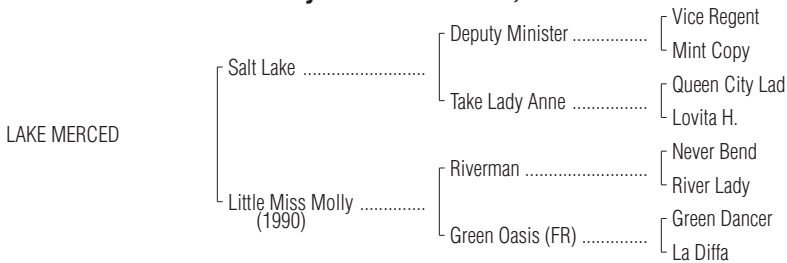 Vice Regent
Deputy Minister ................
Mint Copy
Salt Lake ..........................
Queen City Lad
Take Lady Anne ................
Lovita H.
LAKE MERCED
Never Bend
Riverman ..........................
River Lady
Little Miss Molly ..............
(1990)
Green Dancer
Green Oasis (FR) ..............
La Diffa